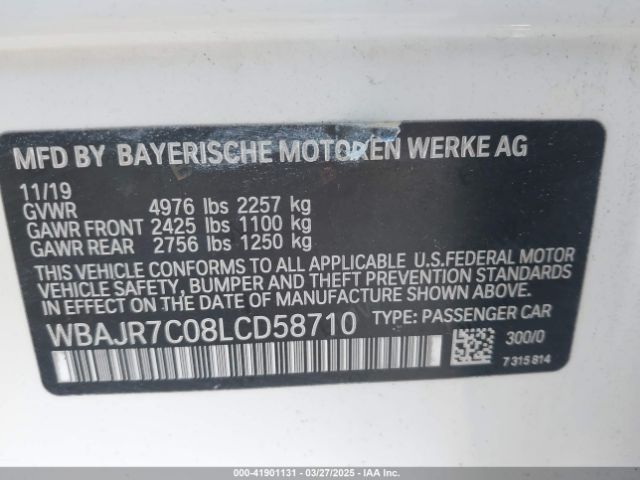 MFD BY BAYERISCHE MOTOREN WERKE AG
11/19
GVWR 4976 lbs 2257 kg
GAWR FRONT 2425 lbs 1100 kg
GAWR REAR 2756 lbs 1250 kg
THIS VEHICLE CONFORMS TO ALL APPLICABLE U.S.FEDERAL MOTOR
VEHICLE SAFETY, BUMPER AND THEFT PREVENTION STANDARDS
IN EFFECT ON THE DATE OF MANUFACTURE SHOWN ABOVE.
WBAJR7C08LCD58710 TYPE: PASSENGER CAR
300/0
7 315 814
000-41901131 - 03/27/2025 - IAA, Inc.